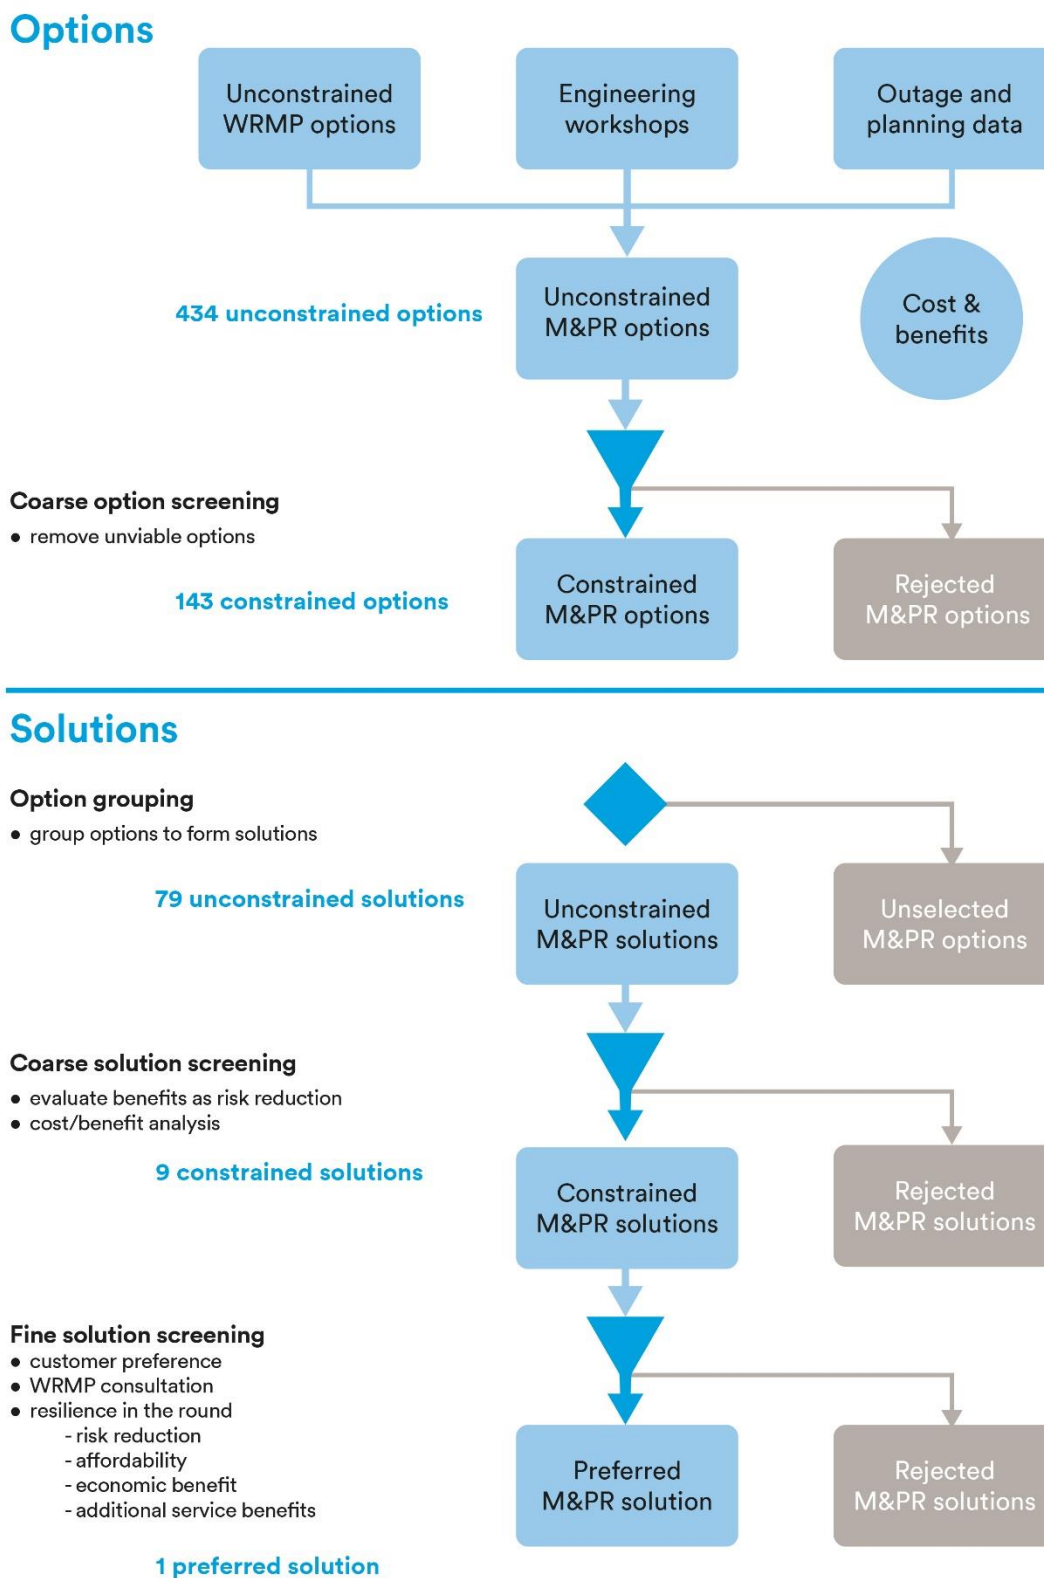 Options
Unconstrained
WRMP options
Engineering
workshops
Outage and
planning data
434 unconstrained options
Unconstrained
M&PR options
Cost &
benefits
Coarse option screening
● remove unviable options
143 constrained options
Constrained
M&PR options
Rejected
M&PR options
Solutions
Option grouping
● group options to form solutions
79 unconstrained solutions
Unconstrained
M&PR solutions
Unselected
M&PR options
Coarse solution screening
● evaluate benefits as risk reduction
● cost/benefit analysis
9 constrained solutions
Constrained
M&PR solutions
Rejected
M&PR solutions
Fine solution screening
● customer preference
● WRMP consultation
● resilience in the round
- risk reduction
- affordability
- economic benefit
- additional service benefits
Preferred
M&PR solution
Rejected
M&PR solutions
1 preferred solution